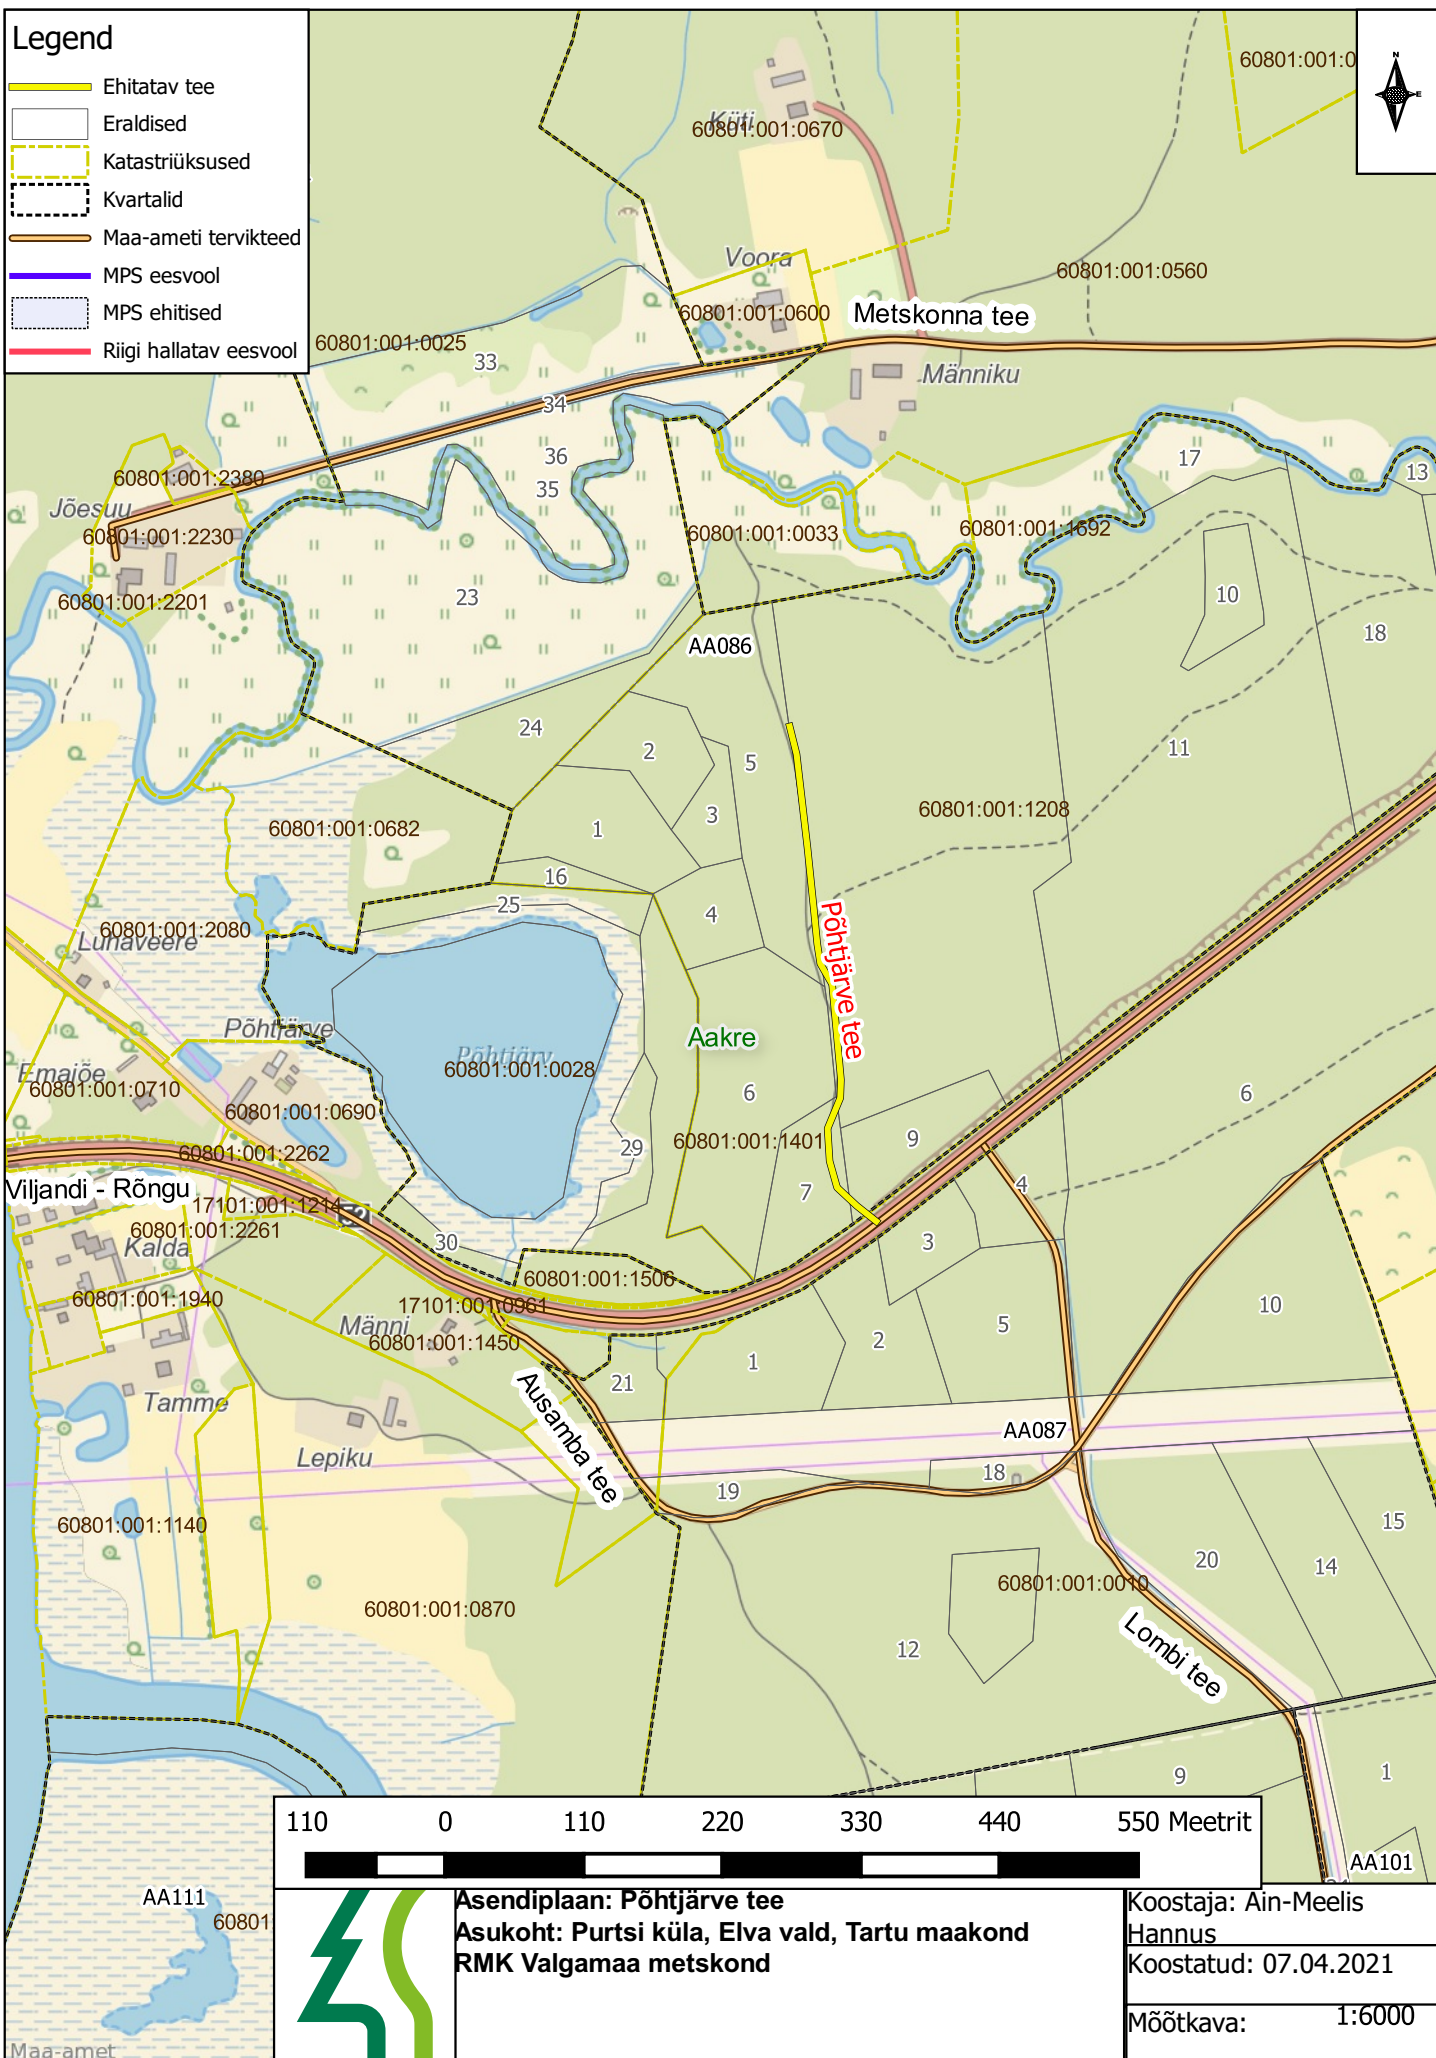 Legend
Ehitatav tee
Eraldised
Katastriüksused
Kvartalid
Maa-ameti tervikteed
MPS eesvool
MPS ehitised
Riigi hallatav eesvool
N
E
60801:001:0
Küti
60801:001:0670
Voora
60801:001:0560
60801:001:0600
Metskonna tee
60801:001:0025
33
Männiku
34
36
17
13
60801:001:2380
35
Jõesuu
60801:001:2230
60801:001:0033
60801:001:1692
23
60801:001:2201
10
18
AA086
24
2
5
11
60801:001:0682
1
3
60801:001:1208
16
25
4
60801:001:2080
Luhaveere
Põhtjärve tee
Põhtjärve
Aakre
Põhtjärv
60801:001:0028
Emajõe
60801:001:0710
6
6
60801:001:0690
60801:001:1401
9
60801:001:2262
29
Viljandi - Rõngu
7
4
17101:001:1214
60801:001:2261
Kalda
30
3
60801:001:1506
60801:001:1940
17101:001:0961
10
Männi
60801:001:1450
5
2
1
21
Tamme
Ausamba tee
AA087
Lepiku
18
19
60801:001:1140
15
20
14
60801:001:0010
60801:001:0870
12
Lombi tee
9
1
110 0 110 220 330 440 550 Meetrit
AA101
AA111
60801
Asendiplaan: Põhtjärve tee
Asukoht: Purtsi küla, Elva vald, Tartu maakond
RMK Valgamaa metskond
Koostaja: Ain-Meelis
Hannus
Koostatud: 07.04.2021
Mõõtkava: 1:6000
Maa-amet